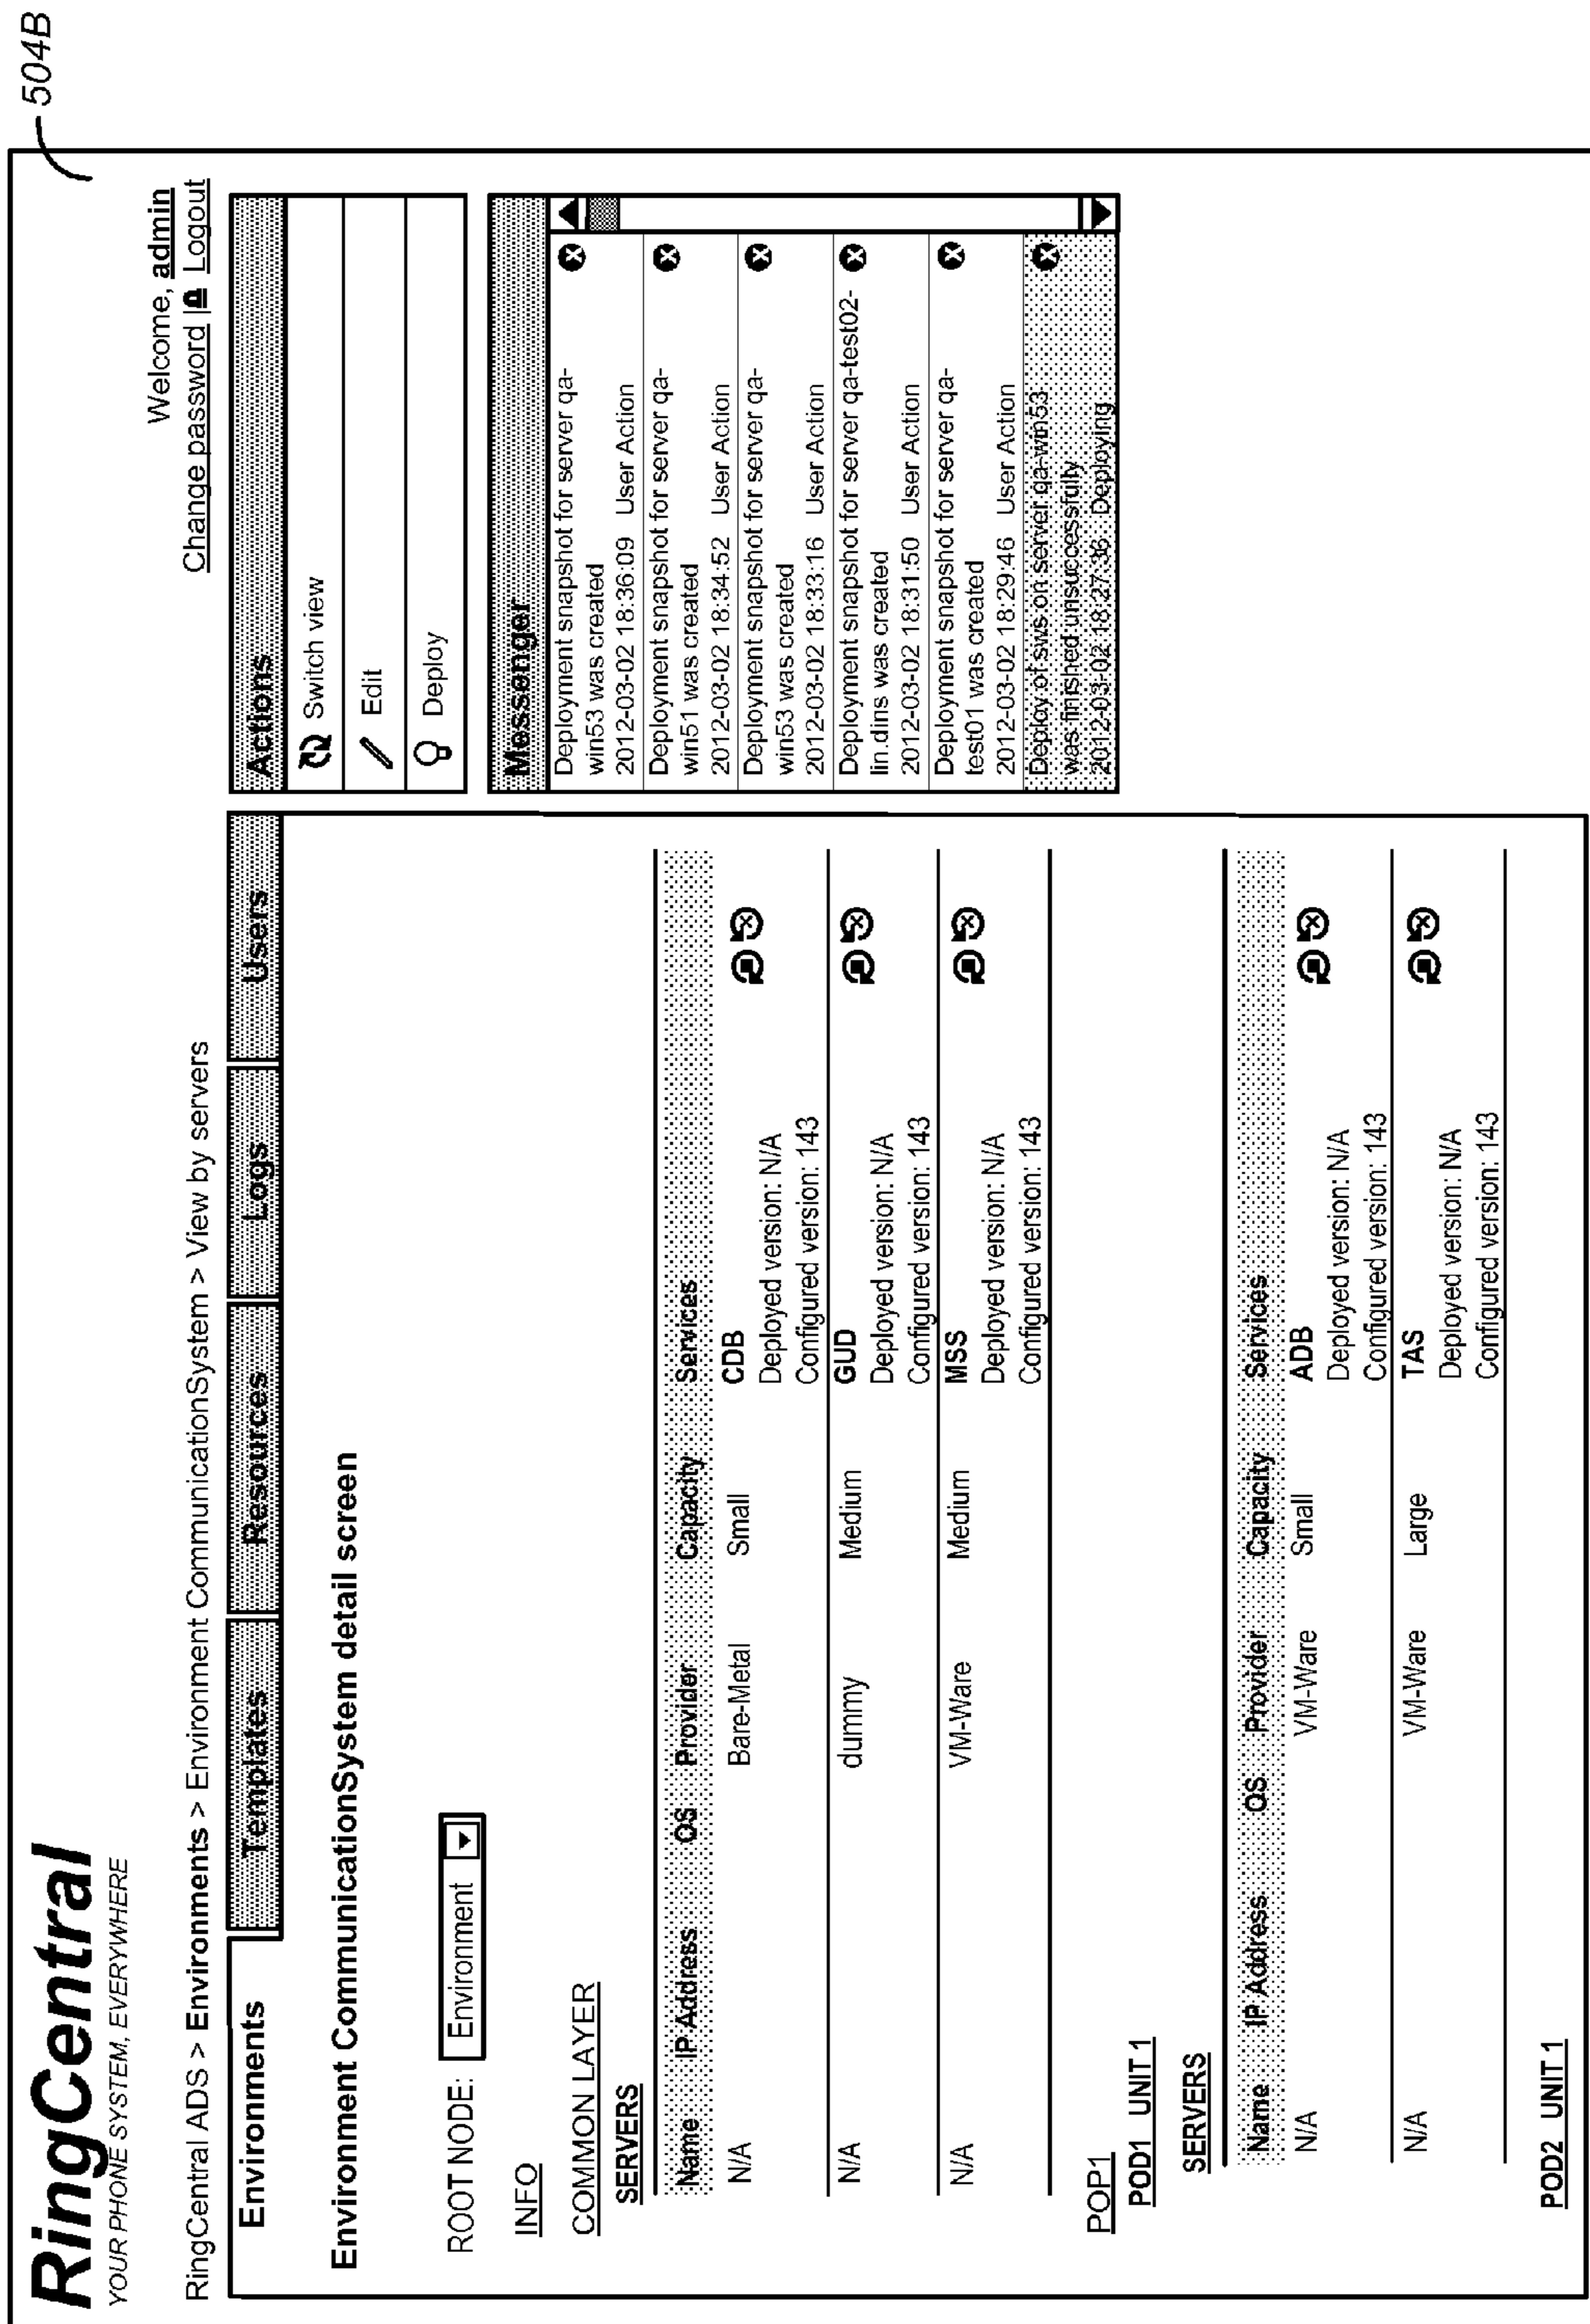 504B
RingCentral
YOUR PHONE SYSTEM, EVERYWHERE
Welcome, admin
Change password | Logout
RingCentral ADS > Environments > Environment CommunicationSystem > View by servers
Environments Templates Resources Logs Users
Environment CommunicationSystem detail screen
ROOT NODE: Environment
INFO
COMMON LAYER
SERVERS
Name IP Address OS Provider Capacity Services
N/A Bare-Metal Small CDB
Deployed version: N/A
Configured version: 143
N/A dummy Medium GUD
Deployed version: N/A
Configured version: 143
N/A VM-Ware Medium MSS
Deployed version: N/A
Configured version: 143
POP1
POD1 UNIT 1
SERVERS
Name IP Address OS Provider Capacity Services
N/A VM-Ware Small ADB
Deployed version: N/A
Configured version: 143
N/A VM-Ware Large TAS
Deployed version: N/A
Configured version: 143
POD2 UNIT 1
Actions
Switch view
Edit
Deploy
Messenger
Deployment snapshot for server qa-
win53 was created
2012-03-02 18:36:09 User Action
Deployment snapshot for server qa-
win51 was created
2012-03-02 18:34:52 User Action
Deployment snapshot for server qa-
win53 was created
2012-03-02 18:33:16 User Action
Deployment snapshot for server qa-test02-
lin.dins was created
2012-03-02 18:31:50 User Action
Deployment snapshot for server qa-
test01 was created
2012-03-02 18:29:46 User Action
Deploy of sws on server qa-win53
was finished unsuccessfully
2012-03-02 18:27:36 Deploying